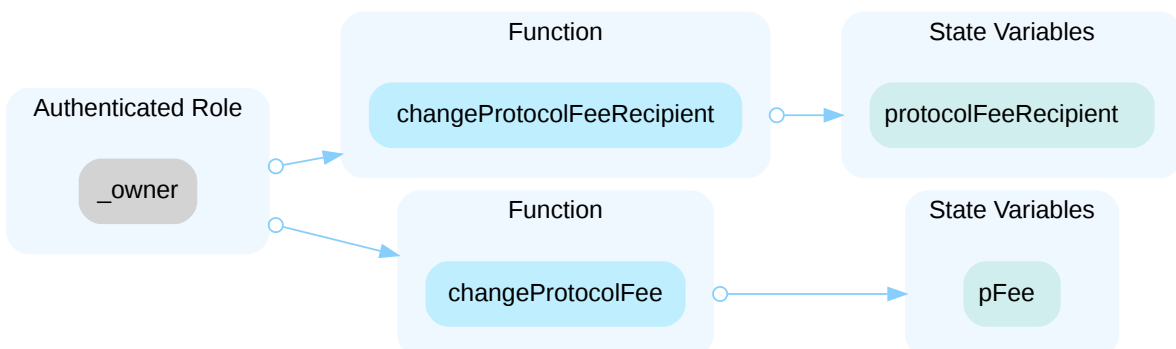 Authenticated Role
_owner
Function
changeProtocolFeeRecipient
State Variables
protocolFeeRecipient
Function
changeProtocolFee
State Variables
pFee